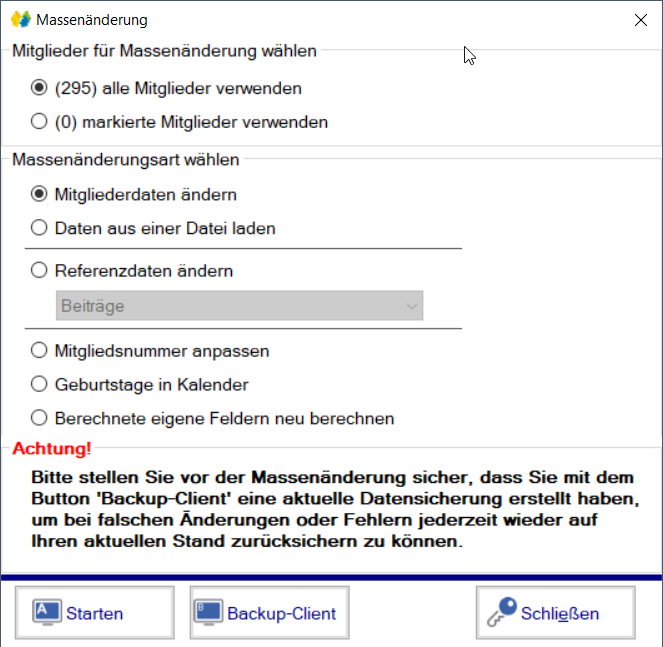 Massenänderung
Mitglieder für Massenänderung wählen
(295) alle Mitglieder verwenden
(0) markierte Mitglieder verwenden
Massenänderungsart wählen
Mitgliederdaten ändern
Daten aus einer Datei laden
Referenzdaten ändern
Beiträge
Mitgliedsnummer anpassen
Geburtstage in Kalender
Berechnete eigene Feldern neu berechnen
Achtung!
Bitte stellen Sie vor der Massenänderung sicher, dass Sie mit dem
Button 'Backup-Client' eine aktuelle Datensicherung erstellt haben,
um bei falschen Änderungen oder Fehlern jederzeit wieder auf
Ihren aktuellen Stand zurücksichern zu können.
A Starten
B Backup-Client
Schließen